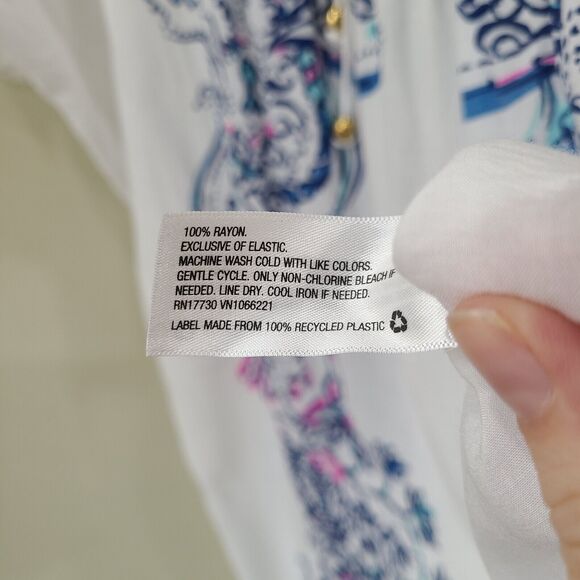 100% RAYON.
EXCLUSIVE OF ELASTIC.
MACHINE WASH COLD WITH LIKE COLORS.
GENTLE CYCLE. ONLY NON-CHLORINE BLEACH IF
NEEDED. LINE DRY. COOL IRON IF NEEDED.
RN17730 VN1066221
LABEL MADE FROM 100% RECYCLED PLASTIC